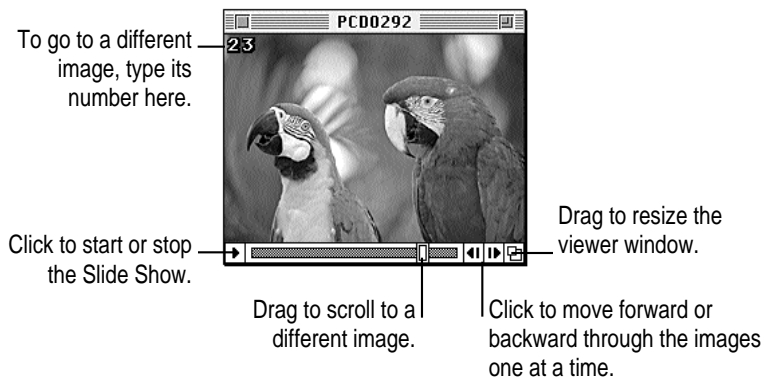 PCD0292
To go to a different
image, type its
number here.
23
Click to start or stop
the Slide Show.
Drag to resize the
viewer window.
Drag to scroll to a
different image.
Click to move forward or
backward through the images
one at a time.